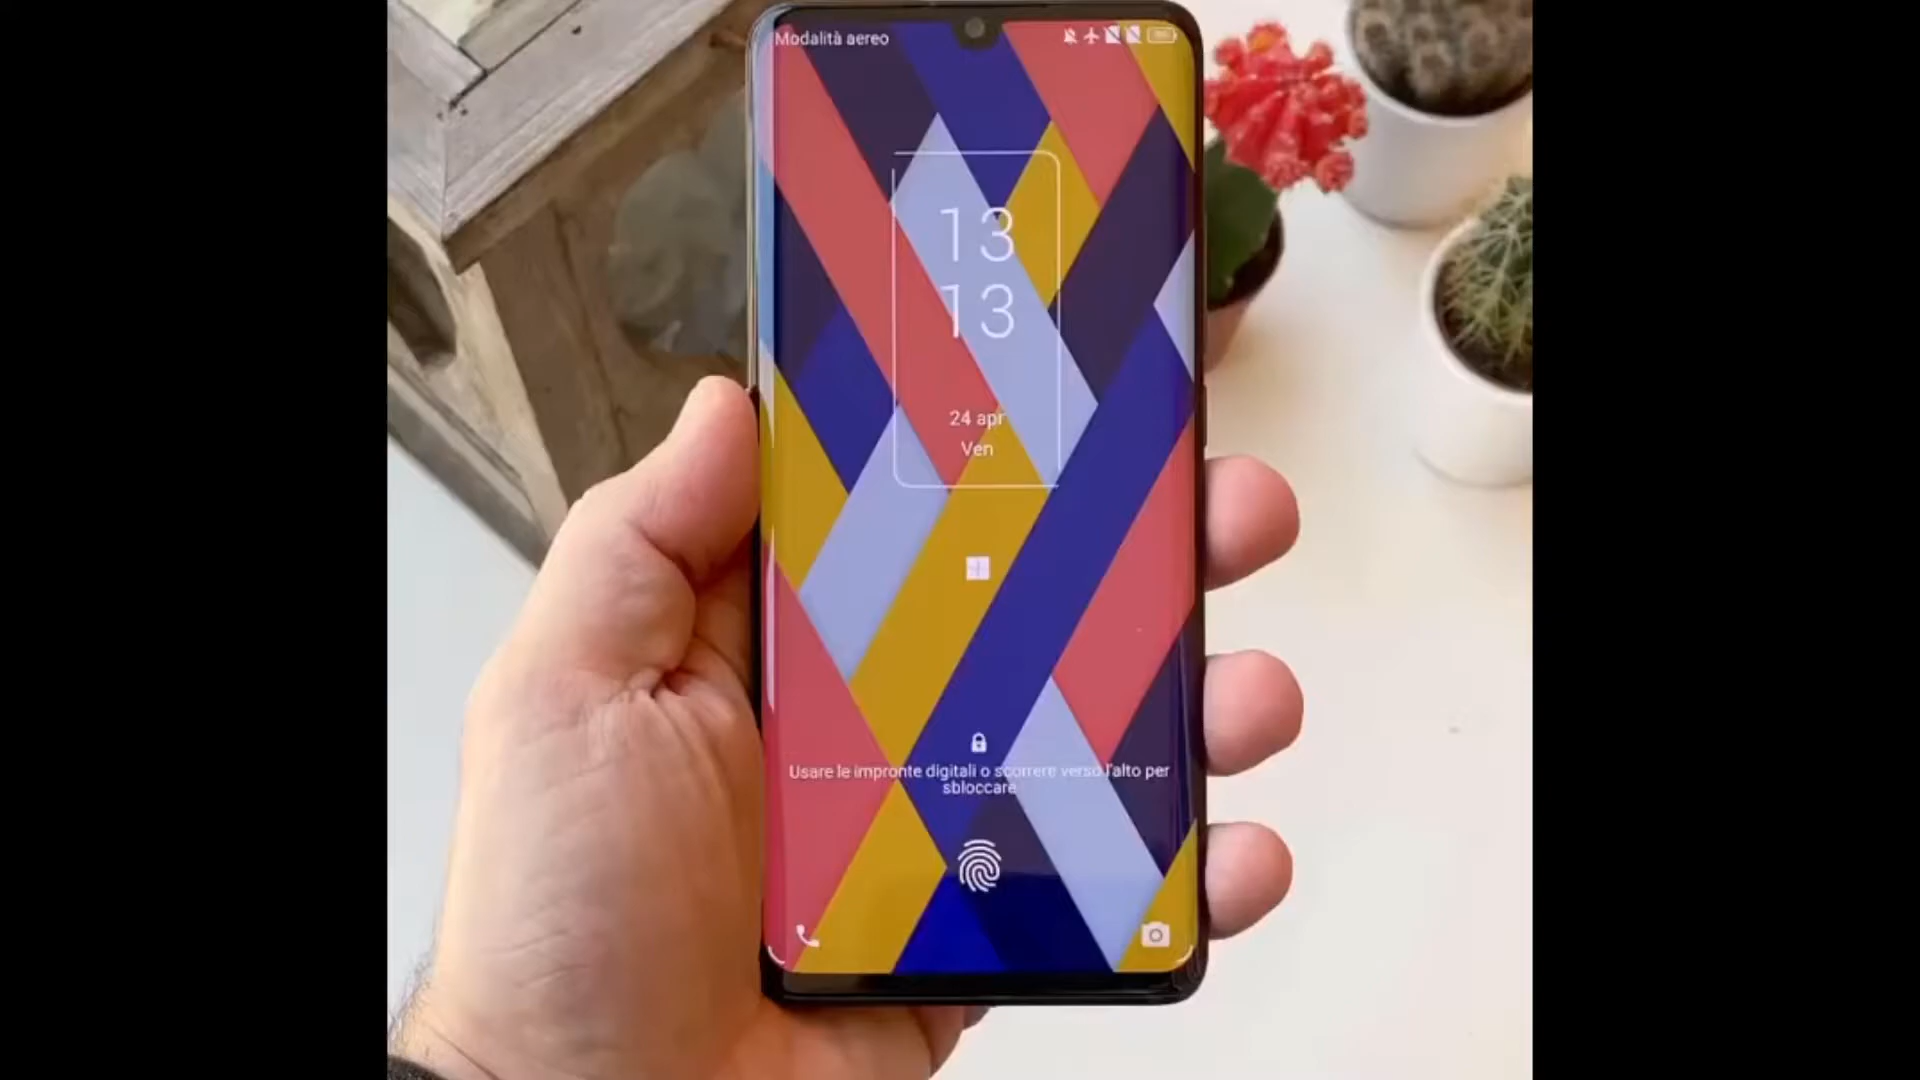 Modalità aereo
13
13
24 apr
Ven
Usare le impronte digitali o scorrere verso l'alto per
sbloccare